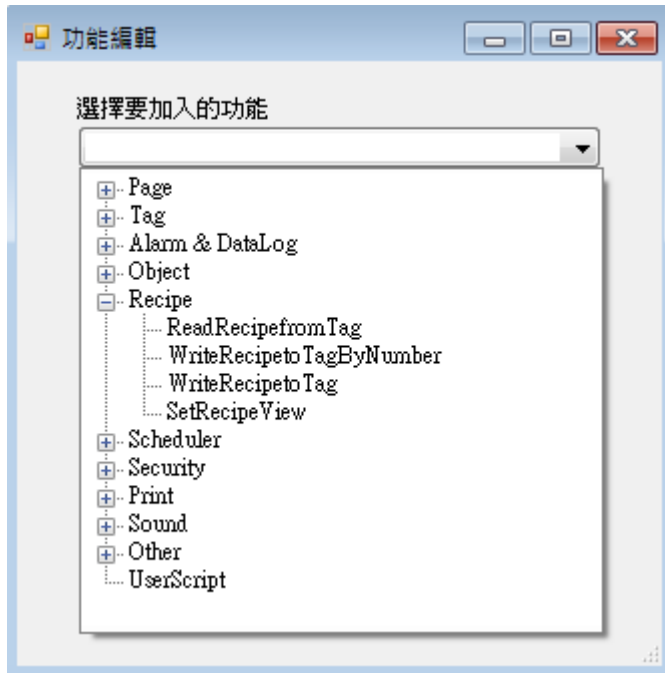 功能編輯
選擇要加入的功能
Page
Tag
Alarm & DataLog
Object
Recipe
ReadRecipefromTag
WriteRecipetoTagByNumber
WriteRecipetoTag
SetRecipeView
Scheduler
Security
Print
Sound
Other
UserScript